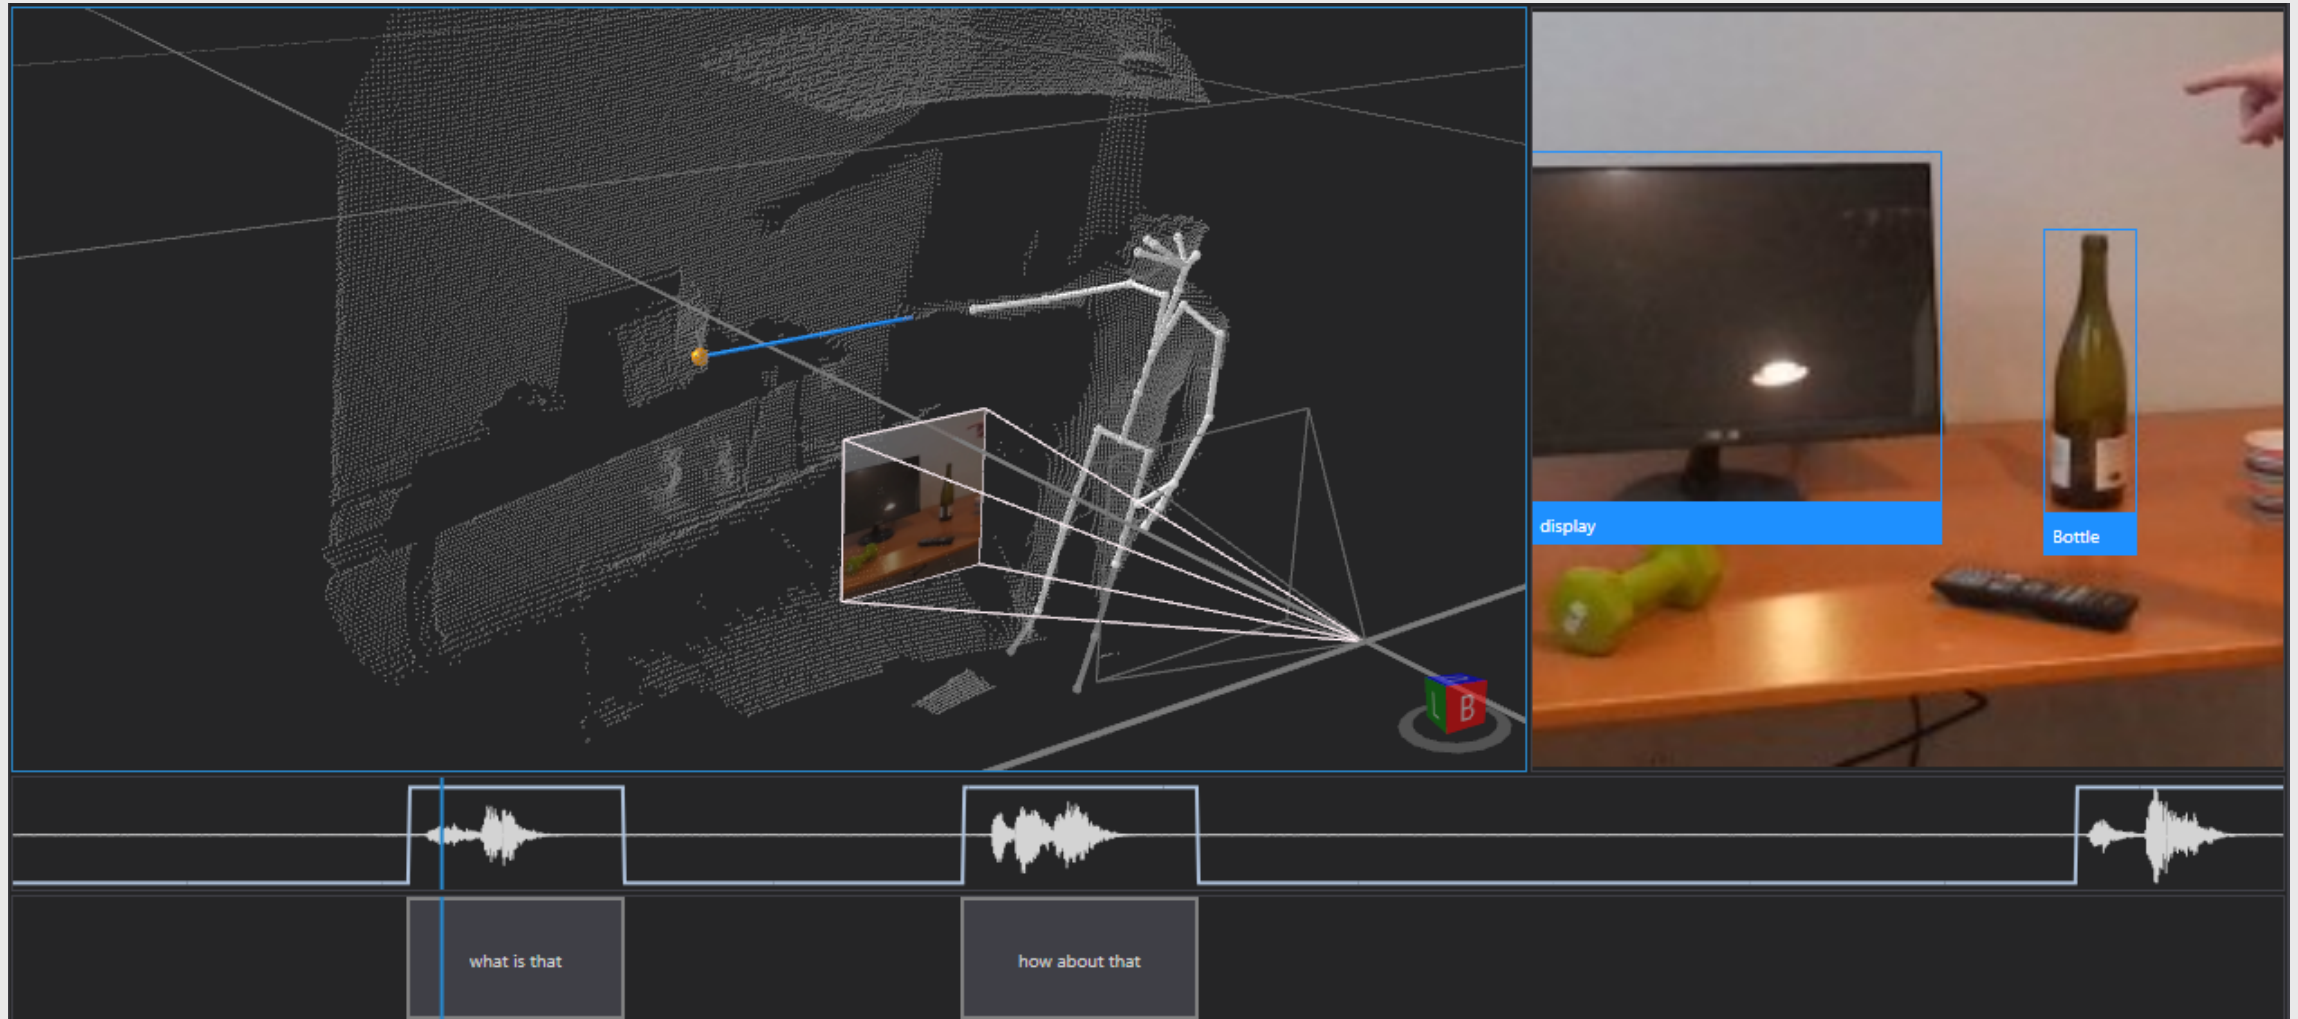 display
Bottle
L B
what is that
how about that